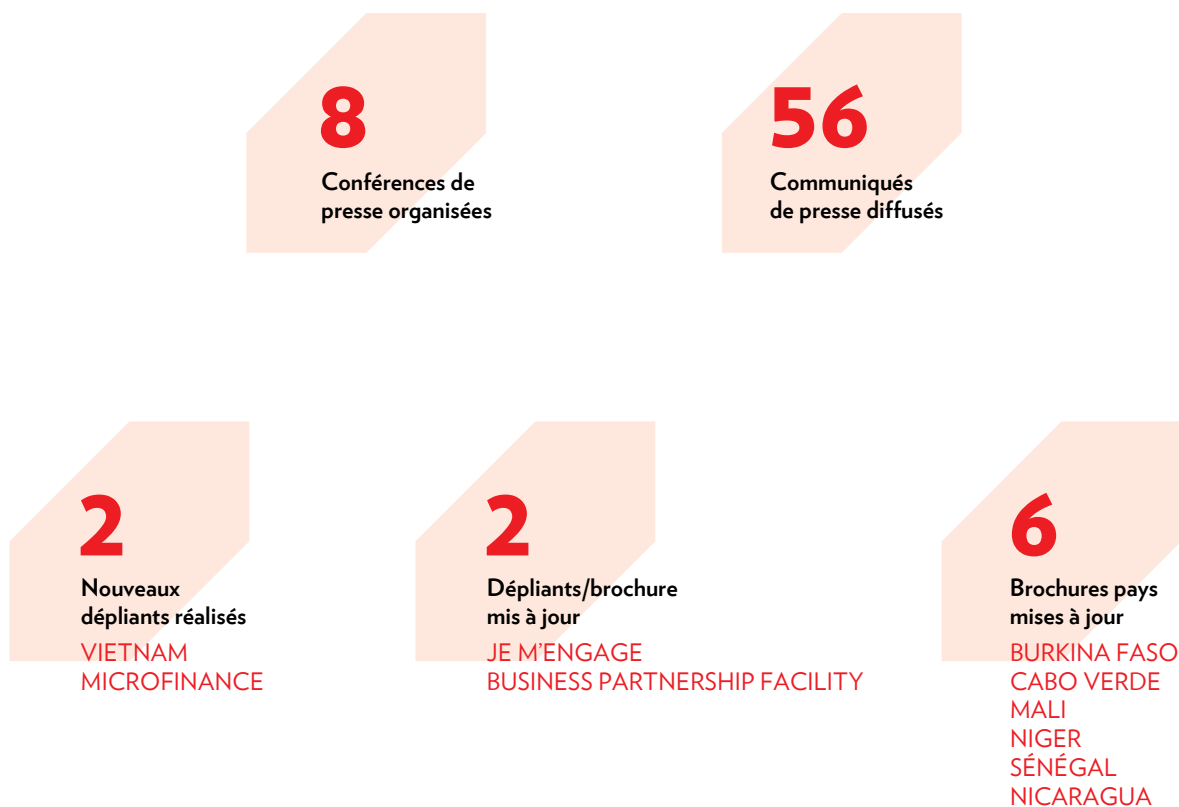 8
Conférences de
presse organisées
56
Communiqués
de presse diffusés
2
Nouveaux
dépliants réalisés
VIETNAM
MICROFINANCE
2
Dépliants/brochure
mis à jour
JE M'ENGAGE
BUSINESS PARTNERSHIP FACILITY
6
Brochures pays
mises à jour
BURKINA FASO
CABO VERDE
MALI
NIGER
SÉNÉGAL
NICARAGUA